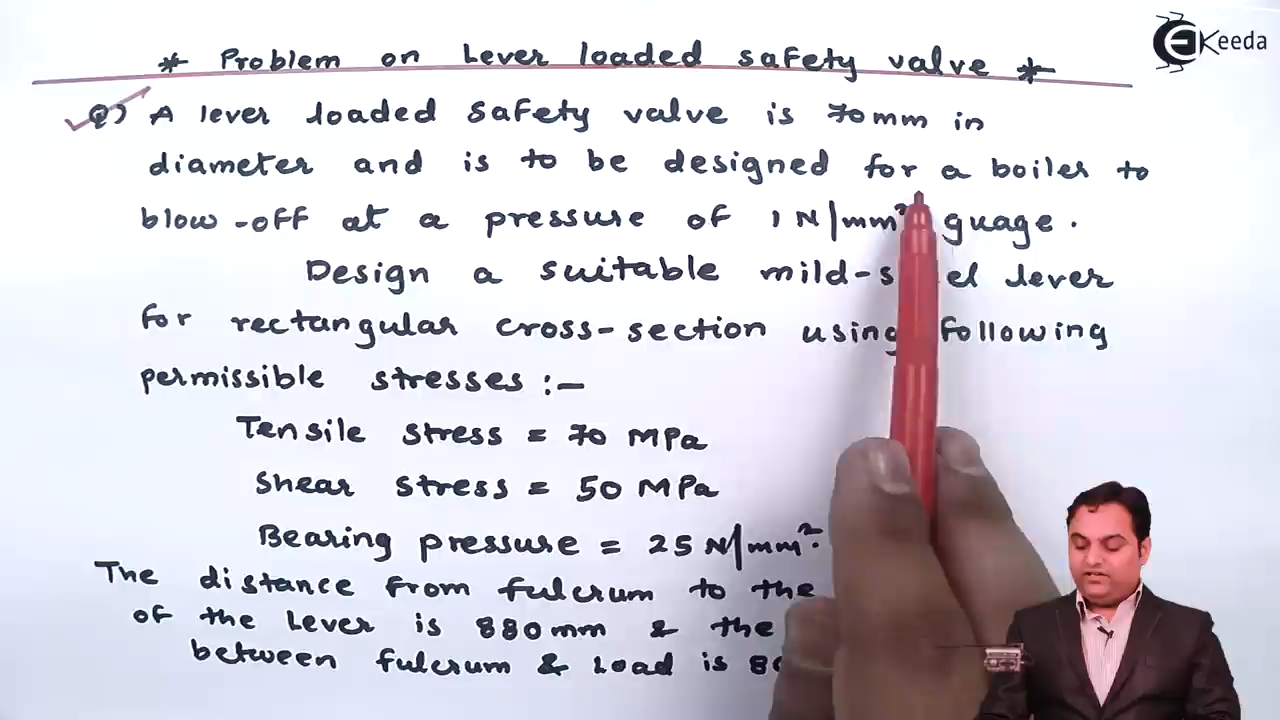 * Problem on Lever loaded safety valve *
EKeeda
Q) A lever loaded safety valve is 70mm in
diameter and is to be designed for a boiler to
blow-off at a pressure of 1 N/mm² guage.
Design a suitable mild-s el lever
for rectangular cross-section using following
permissible stresses :-
Tensile stress = 70 MPa
Shear stress = 50 MPa
Bearing pressure = 25 N/mm².
The distance from fulcrum to the
of the Lever is 880mm & the
between fulcrum & Load is